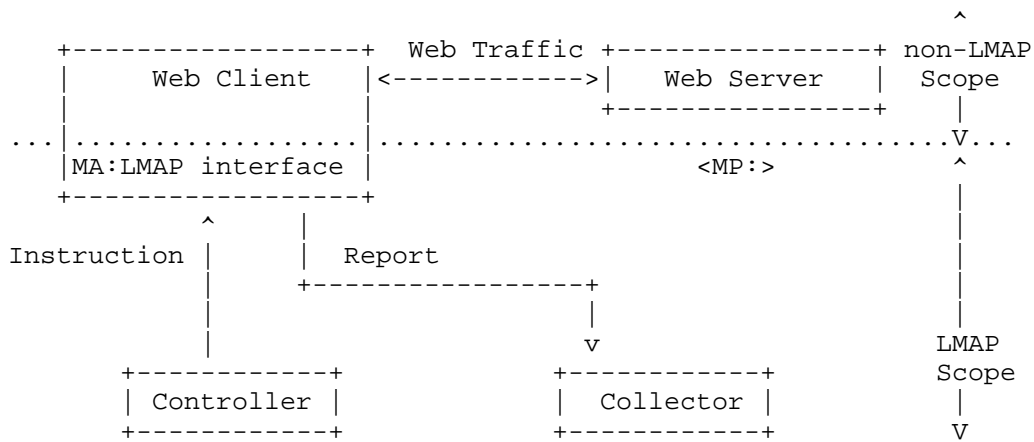 Web Traffic non-LMAP
Web Client Web Server Scope
MA:LMAP interface <MP:>
Instruction Report
LMAP
Controller Collector Scope